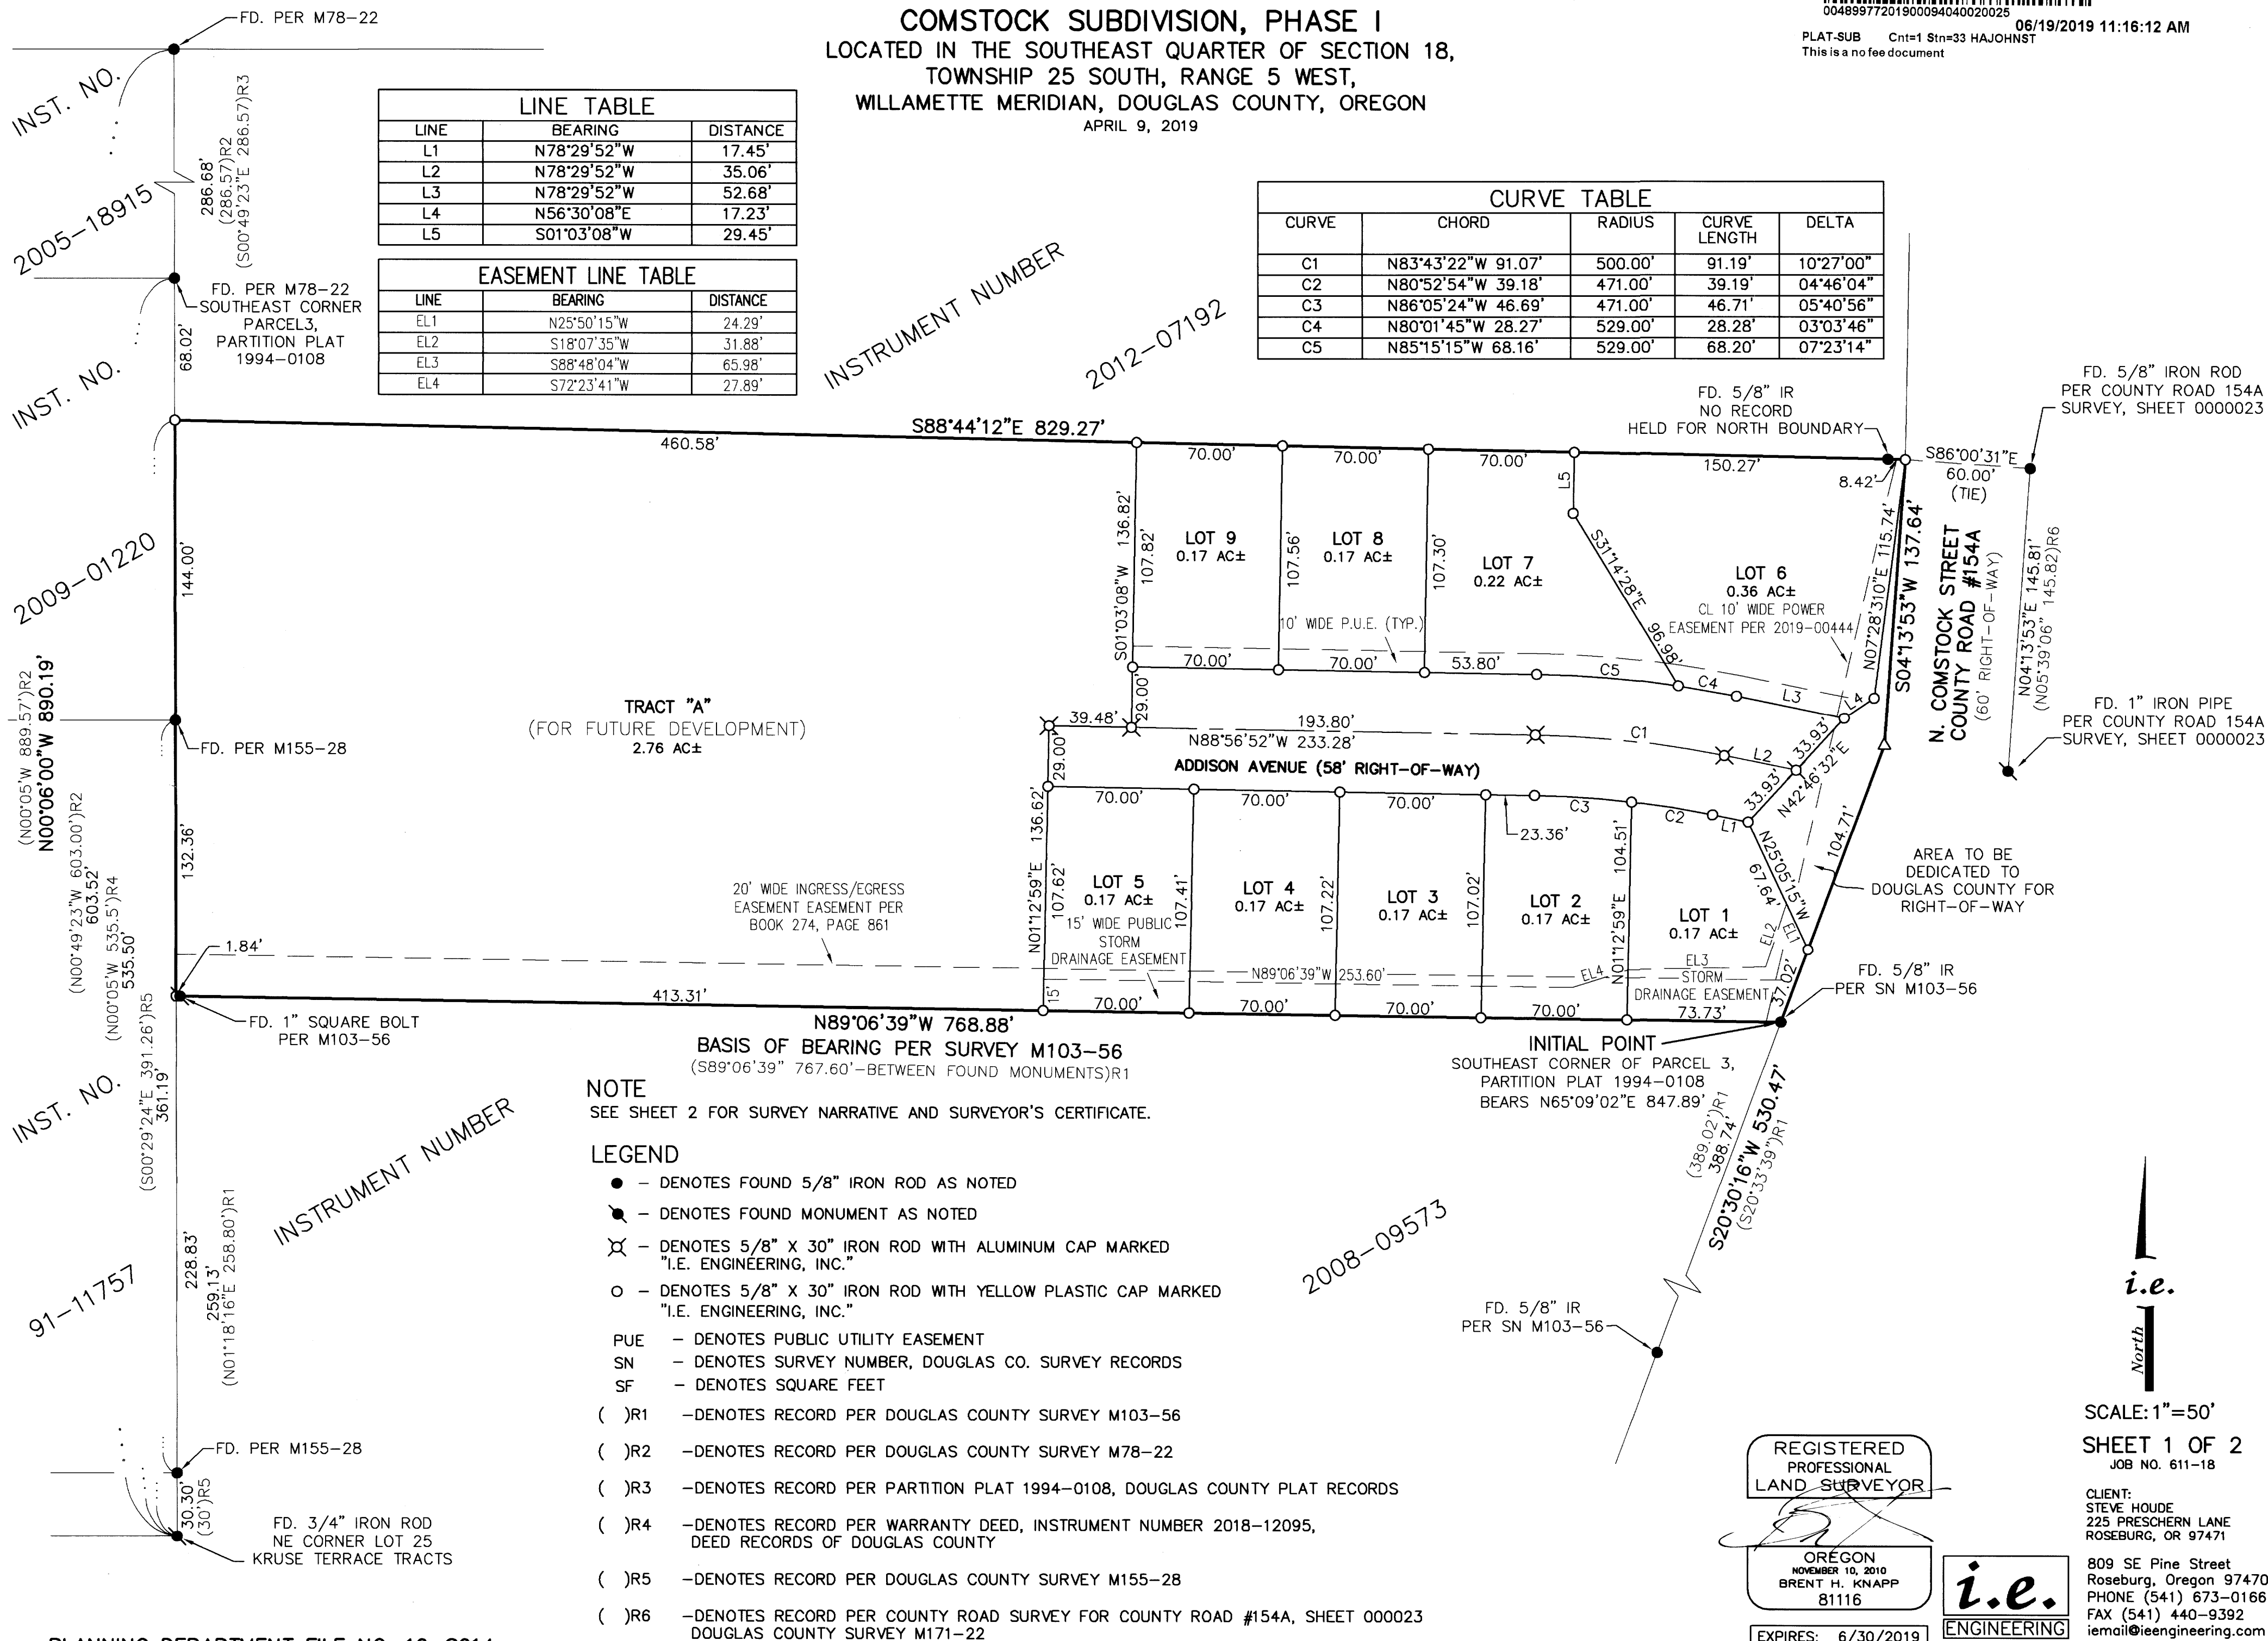 COMSTOCK SUBDIVISION, PHASE I
LOCATED IN THE SOUTHEAST QUARTER OF SECTION 18,
TOWNSHIP 25 SOUTH, RANGE 5 WEST,
WILLAMETTE MERIDIAN, DOUGLAS COUNTY, OREGON
APRIL 9, 2019
00489977201900094040020025
06/19/2019 11:16:12 AM
PLAT-SUB Cnt=1 Stn=33 HAJOHNST
This is a no fee document
FD. PER M78-22
INST. NO.
2005-18915
286.68'
(286.57)R2
(S00°49'23"E 286.57)R3
FD. PER M78-22
SOUTHEAST CORNER
PARCEL3,
PARTITION PLAT
1994-0108
68.02'
LINE TABLE
LINE BEARING DISTANCE
L1 N78°29'52"W 17.45'
L2 N78°29'52"W 35.06'
L3 N78°29'52"W 52.68'
L4 N56°30'08"E 17.23'
L5 S01°03'08"W 29.45'
EASEMENT LINE TABLE
LINE BEARING DISTANCE
EL1 N25°50'15"W 24.29'
EL2 S18°07'35"W 31.88'
EL3 S88°48'04"W 65.98'
EL4 S72°23'41"W 27.89'
INSTRUMENT NUMBER
2012-07192
CURVE TABLE
CURVE CHORD RADIUS CURVE LENGTH DELTA
C1 N83°43'22"W 91.07' 500.00' 91.19' 10°27'00"
C2 N80°52'54"W 39.18' 471.00' 39.19' 04°46'04"
C3 N86°05'24"W 46.69' 471.00' 46.71' 05°40'56"
C4 N80°01'45"W 28.27' 529.00' 28.28' 03°03'46"
C5 N85°15'15"W 68.16' 529.00' 68.20' 07°23'14"
FD. 5/8" IR
NO RECORD
HELD FOR NORTH BOUNDARY
FD. 5/8" IRON ROD
PER COUNTY ROAD 154A
SURVEY, SHEET 0000023
S86°00'31"E
60.00'
(TIE)
INST. NO.
2009-01220
S88°44'12"E 829.27'
460.58'
70.00'
70.00'
70.00'
150.27'
8.42'
144.00'
S01°03'08"W 136.82'
107.82'
LOT 9
0.17 AC±
107.56'
LOT 8
0.17 AC±
107.30'
LOT 7
0.22 AC±
L5
S31°14'28"E
96.98'
LOT 6
0.36 AC±
CL 10' WIDE POWER
EASEMENT PER 2019-00444
N07°28'310"E 115.74'
S04°13'53"W 137.64'
N. COMSTOCK STREET
COUNTY ROAD #154A
(60' RIGHT-OF-WAY)
N04°13'53"E 145.81'
(N05°39'06" 145.82)R6
FD. 1" IRON PIPE
PER COUNTY ROAD 154A
SURVEY, SHEET 0000023
10' WIDE P.U.E. (TYP.)
70.00'
70.00'
53.80'
C5
C4
L3
L4
(N00°05'W 889.57')R2
N00°06'00"W 890.19'
FD. PER M155-28
TRACT "A"
(FOR FUTURE DEVELOPMENT)
2.76 AC±
39.48'
29.00'
193.80'
N88°56'52"W 233.28'
C1
L2
33.93'
33.93'
N42°46'32"E
29.00'
ADDISON AVENUE (58' RIGHT-OF-WAY)
70.00'
70.00'
70.00'
23.36'
C3
C2
L1
132.36'
(N00°49'23"W 603.00')R2
603.52'
(N00°05'W 535.5')R4
535.50'
N01°12'59"E 136.62'
107.62'
LOT 5
0.17 AC±
107.41'
LOT 4
0.17 AC±
107.22'
LOT 3
0.17 AC±
107.02'
LOT 2
0.17 AC±
N01°12'59"E 104.51'
LOT 1
0.17 AC±
N25°05'15"W
67.64'
104.71'
AREA TO BE
DEDICATED TO
DOUGLAS COUNTY FOR
RIGHT-OF-WAY
20' WIDE INGRESS/EGRESS
EASEMENT EASEMENT PER
BOOK 274, PAGE 861
15' WIDE PUBLIC
STORM
DRAINAGE EASEMENT
N89°06'39"W 253.60'
EL4
EL3
EL2
EL1
STORM
DRAINAGE EASEMENT
37.02'
FD. 5/8" IR
PER SN M103-56
1.84'
413.31'
15'
70.00'
70.00'
70.00'
70.00'
73.73'
FD. 1" SQUARE BOLT
PER M103-56
N89°06'39"W 768.88'
BASIS OF BEARING PER SURVEY M103-56
(S89°06'39" 767.60'-BETWEEN FOUND MONUMENTS)R1
INITIAL POINT
SOUTHEAST CORNER OF PARCEL 3,
PARTITION PLAT 1994-0108
BEARS N65°09'02"E 847.89'
(S00°29'24"E 391.26')R5
361.19'
INST. NO.
91-11757
INSTRUMENT NUMBER
2008-09573
228.83'
259.13'
(N01°18'16"E 258.80')R1
(389.02')R1
388.74'
S20°30'16"W 530.47'
(S20°33'39")R1
FD. 5/8" IR
PER SN M103-56
FD. PER M155-28
30.30'
(30')R5
FD. 3/4" IRON ROD
NE CORNER LOT 25
KRUSE TERRACE TRACTS
NOTE
SEE SHEET 2 FOR SURVEY NARRATIVE AND SURVEYOR'S CERTIFICATE.
LEGEND
- DENOTES FOUND 5/8" IRON ROD AS NOTED
- DENOTES FOUND MONUMENT AS NOTED
- DENOTES 5/8" X 30" IRON ROD WITH ALUMINUM CAP MARKED
"I.E. ENGINEERING, INC."
- DENOTES 5/8" X 30" IRON ROD WITH YELLOW PLASTIC CAP MARKED
"I.E. ENGINEERING, INC."
PUE - DENOTES PUBLIC UTILITY EASEMENT
SN - DENOTES SURVEY NUMBER, DOUGLAS CO. SURVEY RECORDS
SF - DENOTES SQUARE FEET
( )R1 -DENOTES RECORD PER DOUGLAS COUNTY SURVEY M103-56
( )R2 -DENOTES RECORD PER DOUGLAS COUNTY SURVEY M78-22
( )R3 -DENOTES RECORD PER PARTITION PLAT 1994-0108, DOUGLAS COUNTY PLAT RECORDS
( )R4 -DENOTES RECORD PER WARRANTY DEED, INSTRUMENT NUMBER 2018-12095,
DEED RECORDS OF DOUGLAS COUNTY
( )R5 -DENOTES RECORD PER DOUGLAS COUNTY SURVEY M155-28
( )R6 -DENOTES RECORD PER COUNTY ROAD SURVEY FOR COUNTY ROAD #154A, SHEET 000023
DOUGLAS COUNTY SURVEY M171-22
i.e.
North
SCALE: 1"=50'
SHEET 1 OF 2
JOB NO. 611-18
CLIENT:
STEVE HOUDE
225 PRESCHERN LANE
ROSEBURG, OR 97471
809 SE Pine Street
Roseburg, Oregon 97470
PHONE (541) 673-0166
FAX (541) 440-9392
iemail@ieengineering.com
REGISTERED
PROFESSIONAL
LAND SURVEYOR
OREGON
NOVEMBER 10, 2010
BRENT H. KNAPP
81116
EXPIRES: 6/30/2019
i.e.
ENGINEERING